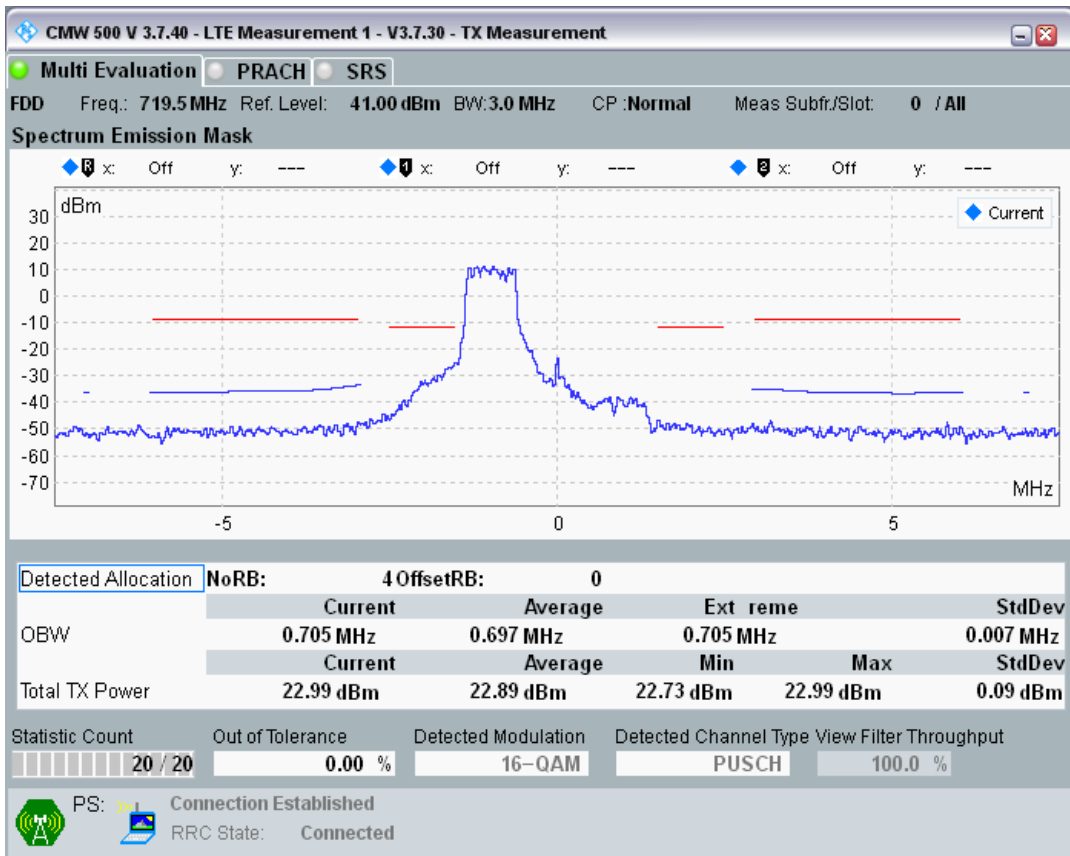 CMW 500 V 3.7.40 - LTE Measurement 1 - V3.7.30 - TX Measurement
Multi Evaluation PRACH SRS
FDD Freq.: 719.5 MHz Ref. Level: 41.00 dBm BW: 3.0 MHz CP : Normal Meas Subfr./Slot: 0 / All
Spectrum Emission Mask
R x: Off y: --- 1 x: Off y: --- 2 x: Off y: ---
dBm
Current
30
20
10
0
-10
-20
-30
-40
-50
-60
-70
MHz
-5 0 5
Detected Allocation NoRB: 4 OffsetRB: 0
Current Average Ext reme StdDev
OBW 0.705 MHz 0.697 MHz 0.705 MHz 0.007 MHz
Current Average Min Max StdDev
Total TX Power 22.99 dBm 22.89 dBm 22.73 dBm 22.99 dBm 0.09 dBm
Statistic Count Out of Tolerance Detected Modulation Detected Channel Type View Filter Throughput
20 / 20 0.00 % 16-QAM PUSCH 100.0 %
PS: Connection Established
RRC State: Connected